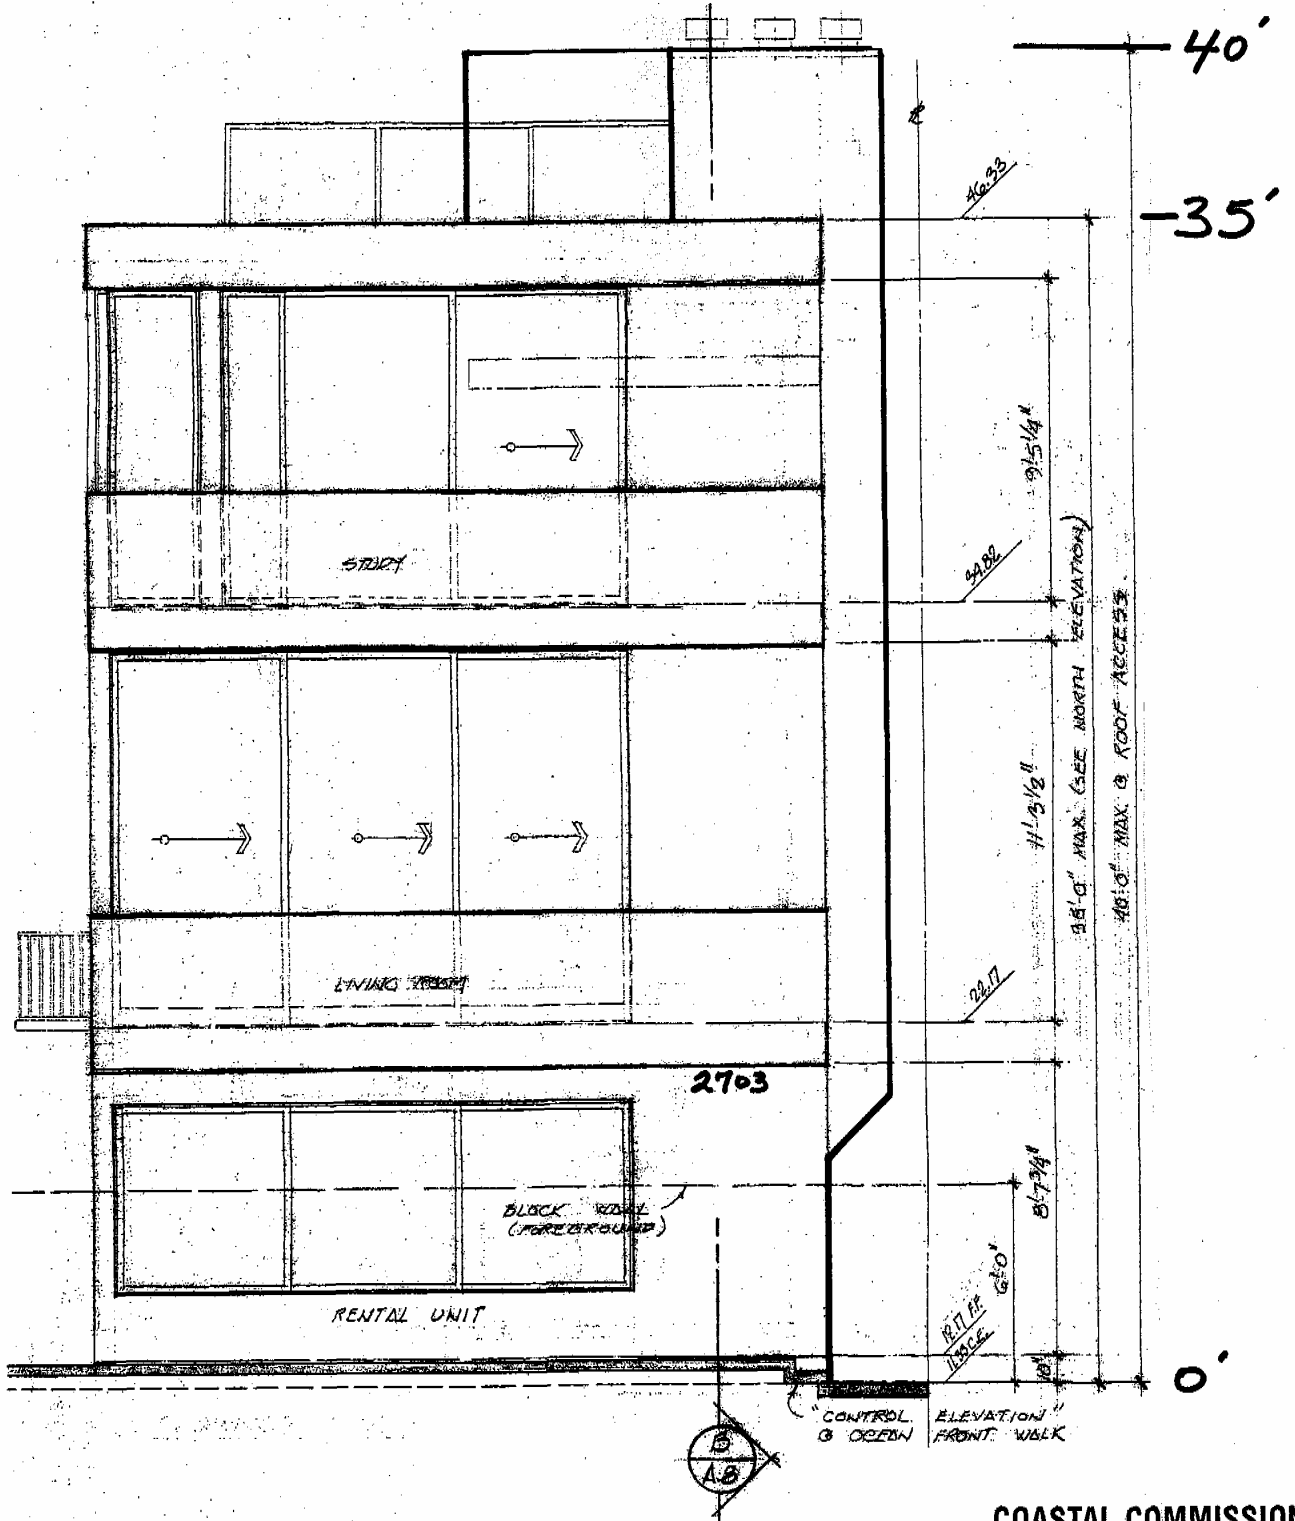 40'
℄
46.33
-35'
9'-5 1/4"
STUDY
34.82
35'-0" MAX. (SEE NORTH ELEVATION)
40'-0" MAX. @ ROOF ACCESS.
11'-3 1/2"
LIVING ROOM
22.17
2703
8'-7 3/4"
BLOCK WALL
(FOREGROUND)
6'-0"
RENTAL UNIT
12.17 F.F.
11.33 C.E.
10"
0'
"CONTROL ELEVATION"
@ OCEAN FRONT WALK
B
A8
COASTAL COMMISSION